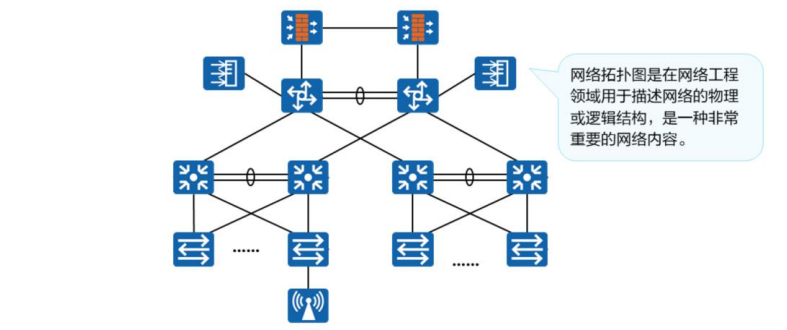 网络拓扑图是在网络工程
领域用于描述网络的物理
或逻辑结构，是一种非常
重要的网络内容。
......
......